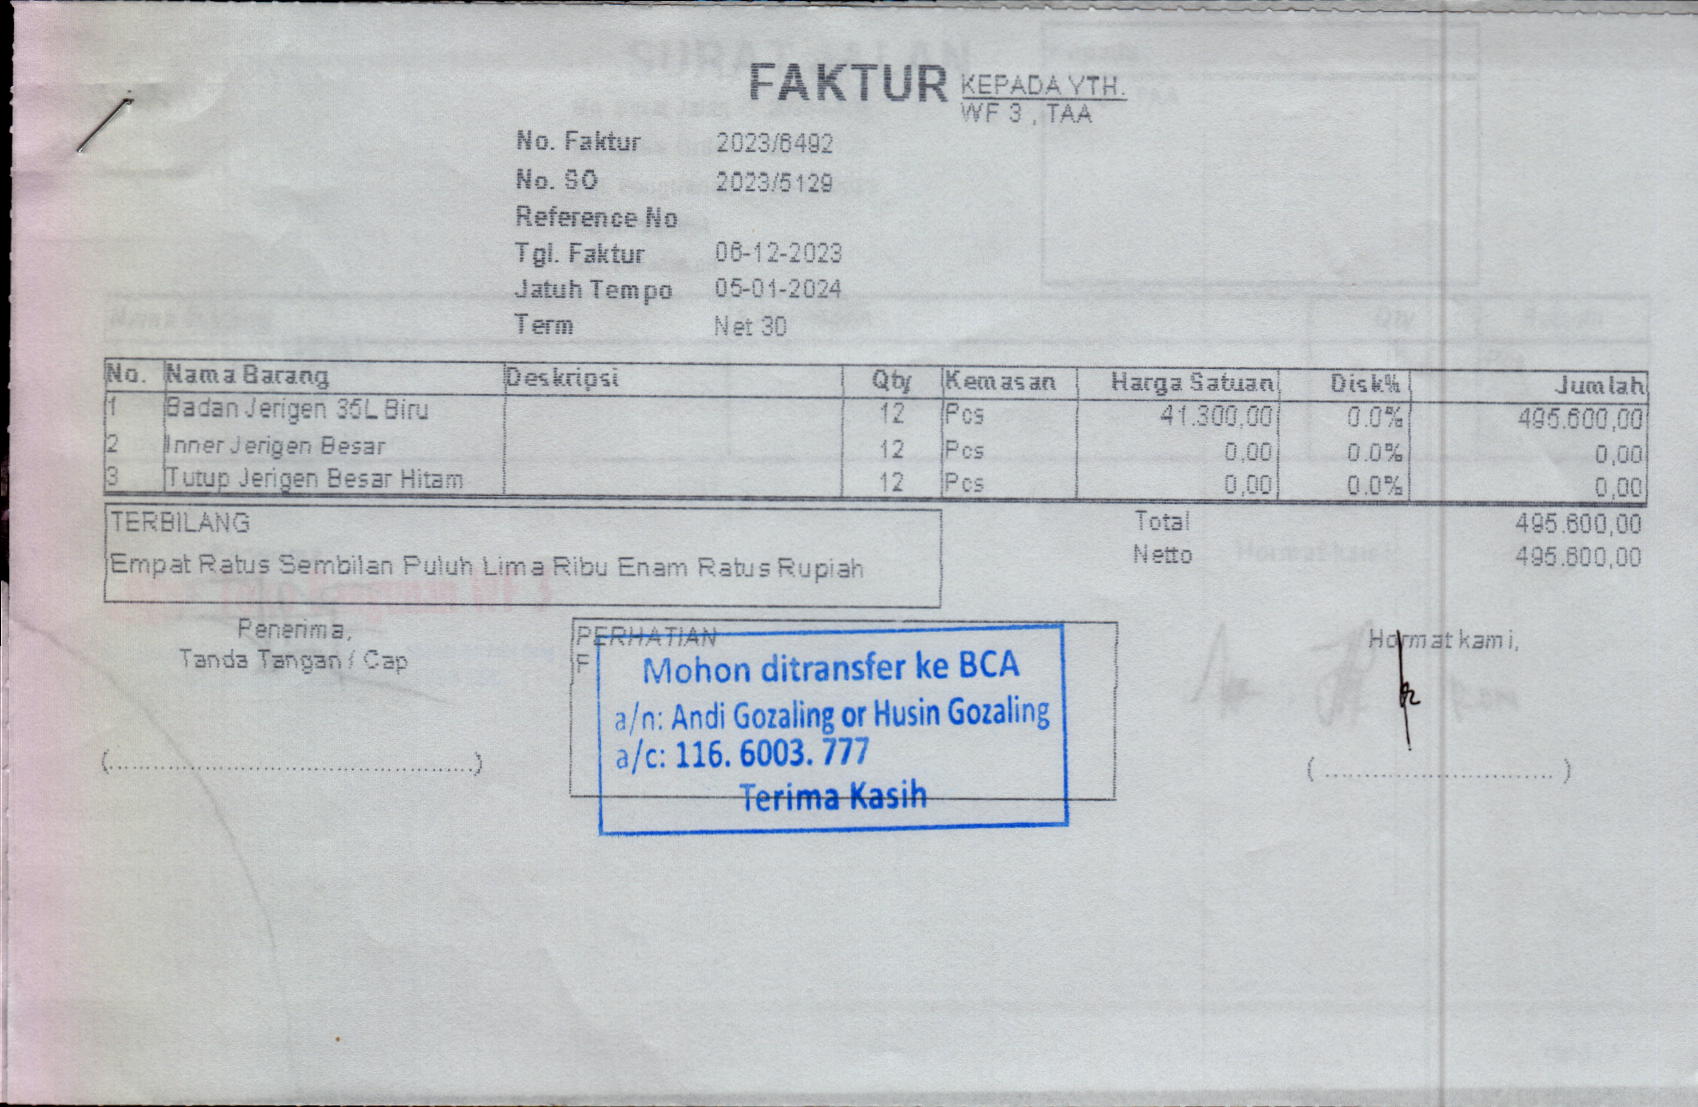 FAKTUR
KEPADA YTH.
WF 3 , TAA
No. Faktur 2023/6492
No. SO 2023/5129
Reference No
Tgl. Faktur 06-12-2023
Jatuh Tempo 05-01-2024
Term Net 30
No. Nama Barang Deskripsi Qty Kemasan Harga Satuan Disk% Jumlah
1 Badan Jerigen 35L Biru 12 Pcs 41.300,00 0.0% 495.600,00
2 Inner Jerigen Besar 12 Pcs 0,00 0.0% 0,00
3 Tutup Jerigen Besar Hitam 12 Pcs 0,00 0.0% 0,00
TERBILANG
Empat Ratus Sembilan Puluh Lima Ribu Enam Ratus Rupiah
Total 495.600,00
Netto 495.600,00
Penerima,
Tanda Tangan / Cap
PERHATIAN
Mohon ditransfer ke BCA
a/n: Andi Gozaling or Husin Gozaling
a/c: 116. 6003. 777
Terima Kasih
Hormat kami,